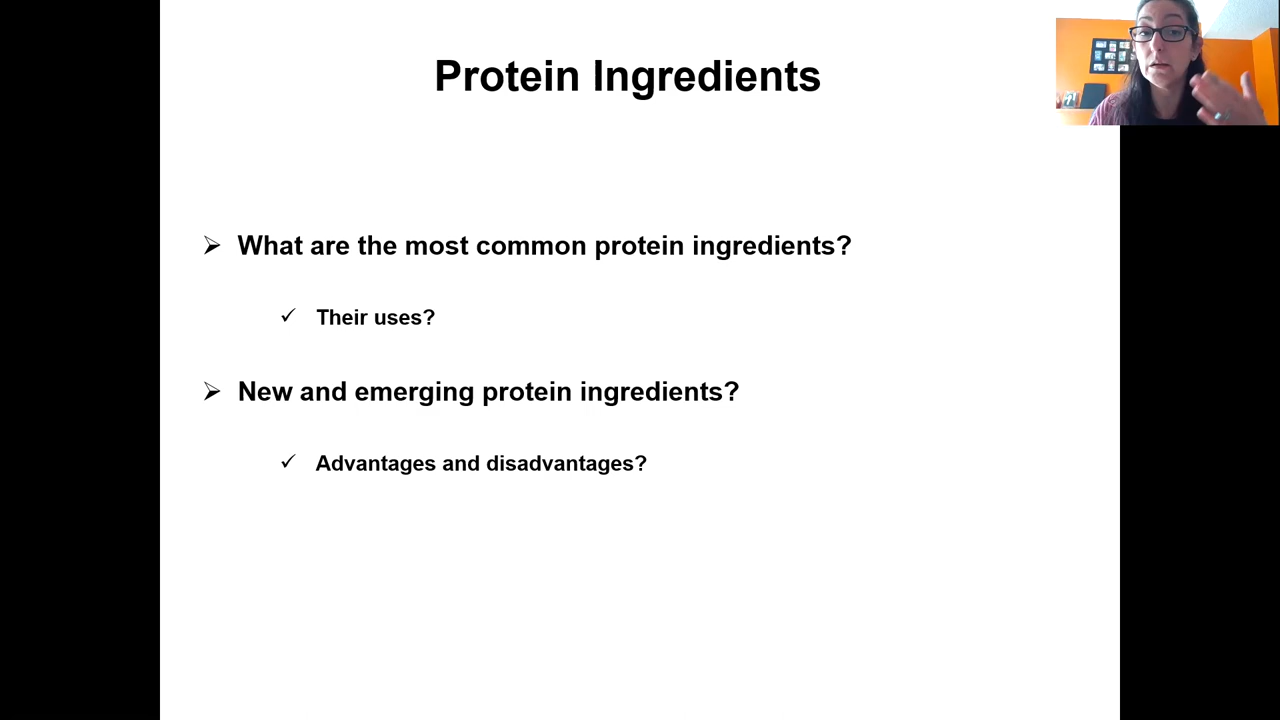 Protein Ingredients
What are the most common protein ingredients?
Their uses?
New and emerging protein ingredients?
Advantages and disadvantages?